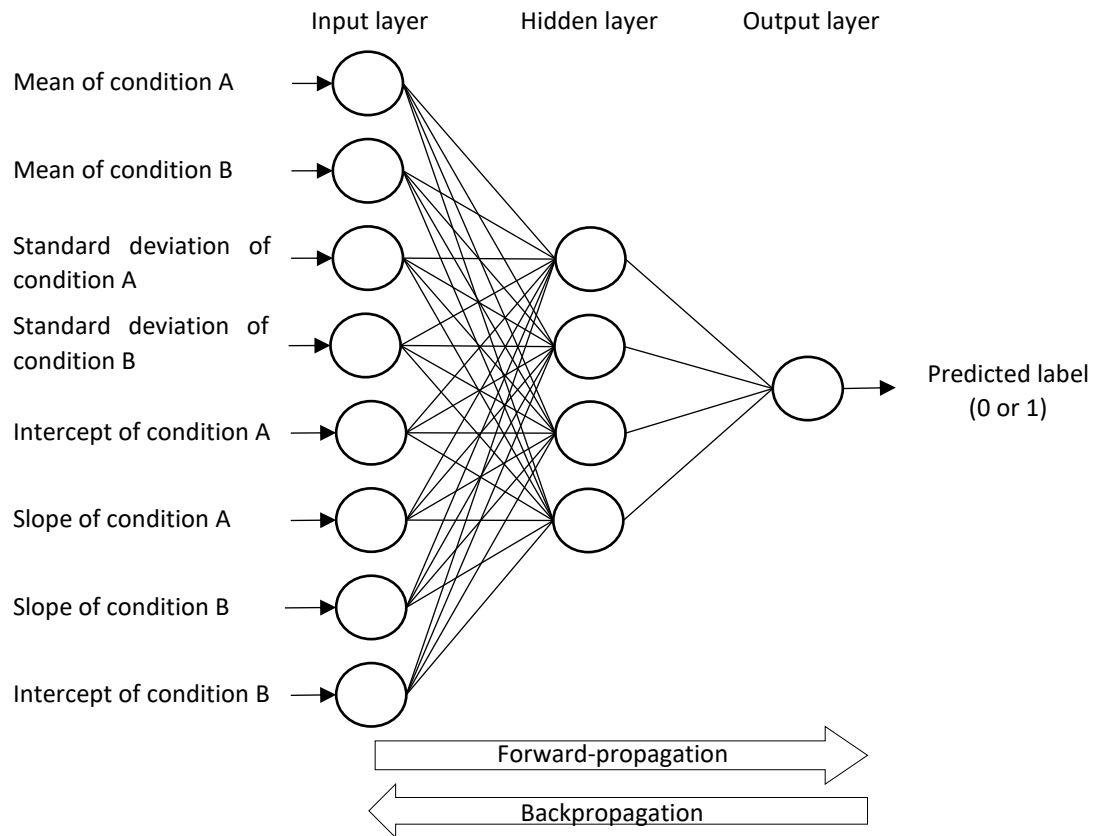 Input layer
Hidden layer
Output layer
Mean of condition A
Mean of condition B
Standard deviation of
condition A
Standard deviation of
condition B
Intercept of condition A
Slope of condition A
Slope of condition B
Intercept of condition B
Predicted label
(0 or 1)
Forward-propagation
Backpropagation